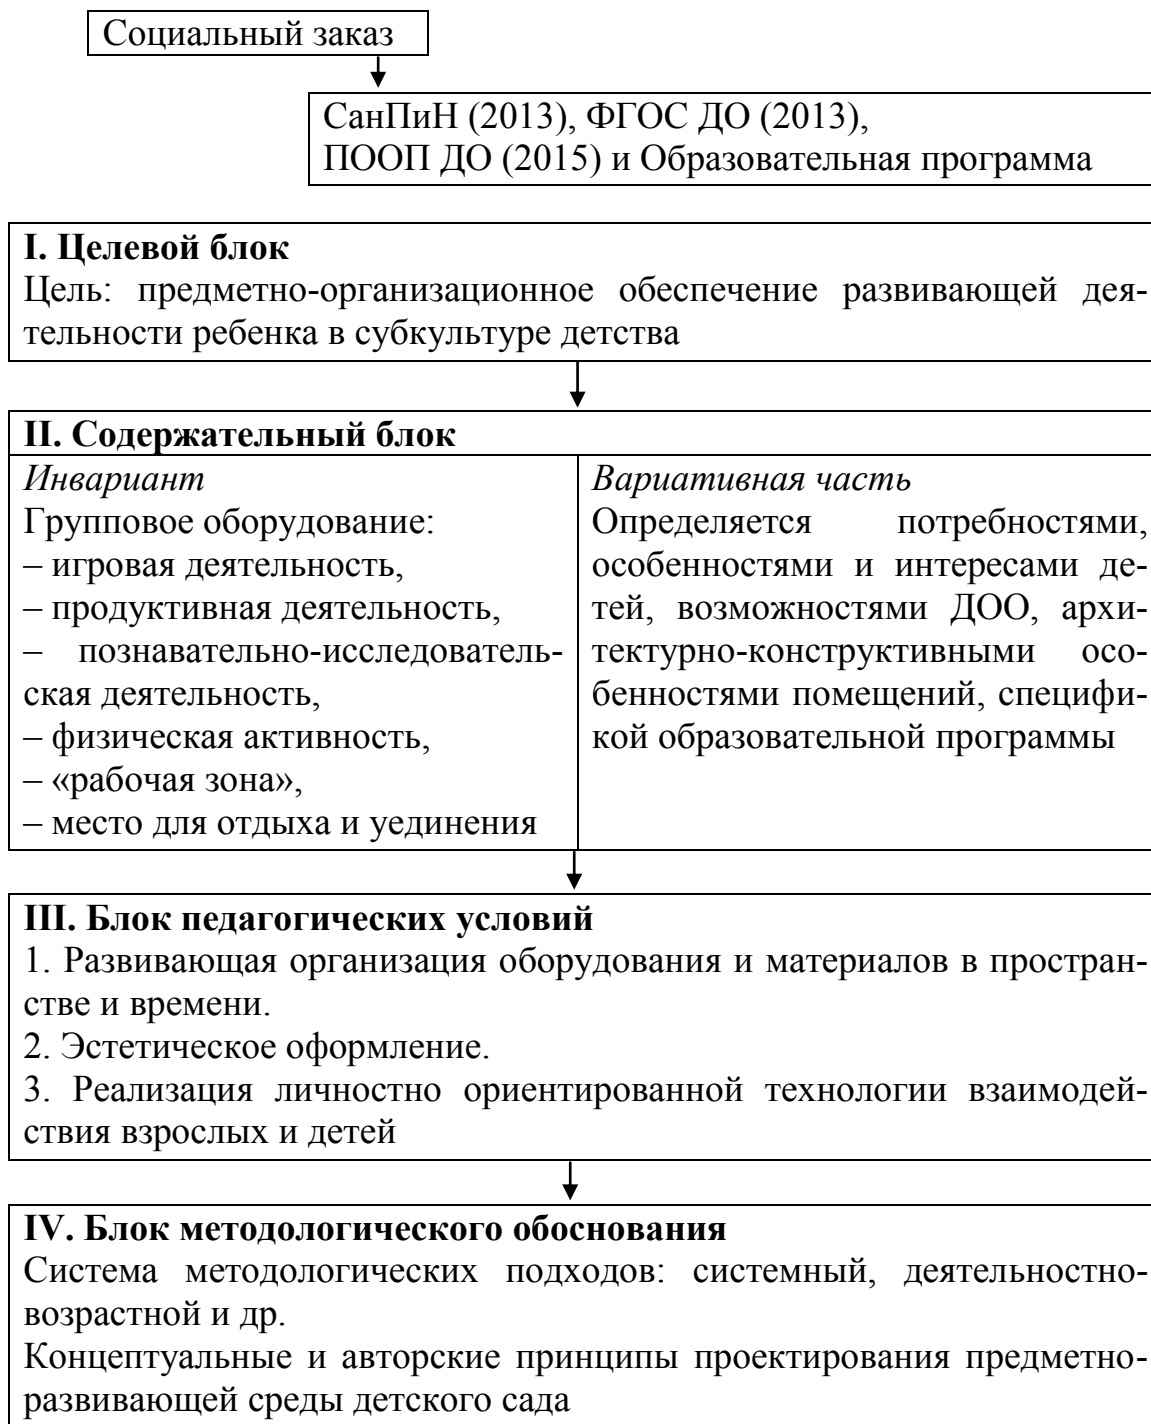 Социальный заказ
СанПиН (2013), ФГОС ДО (2013),
ПООП ДО (2015) и Образовательная программа
I. Целевой блок
Цель: предметно-организационное обеспечение развивающей дея-
тельности ребенка в субкультуре детства
II. Содержательный блок
Инвариант
Групповое оборудование:
– игровая деятельность,
– продуктивная деятельность,
– познавательно-исследователь-
ская деятельность,
– физическая активность,
– «рабочая зона»,
– место для отдыха и уединения
Вариативная часть
Определяется потребностями,
особенностями и интересами де-
тей, возможностями ДОО, архи-
тектурно-конструктивными осо-
бенностями помещений, специфи-
кой образовательной программы
III. Блок педагогических условий
1. Развивающая организация оборудования и материалов в простран-
стве и времени.
2. Эстетическое оформление.
3. Реализация личностно ориентированной технологии взаимодей-
ствия взрослых и детей
IV. Блок методологического обоснования
Система методологических подходов: системный, деятельностно-
возрастной и др.
Концептуальные и авторские принципы проектирования предметно-
развивающей среды детского сада